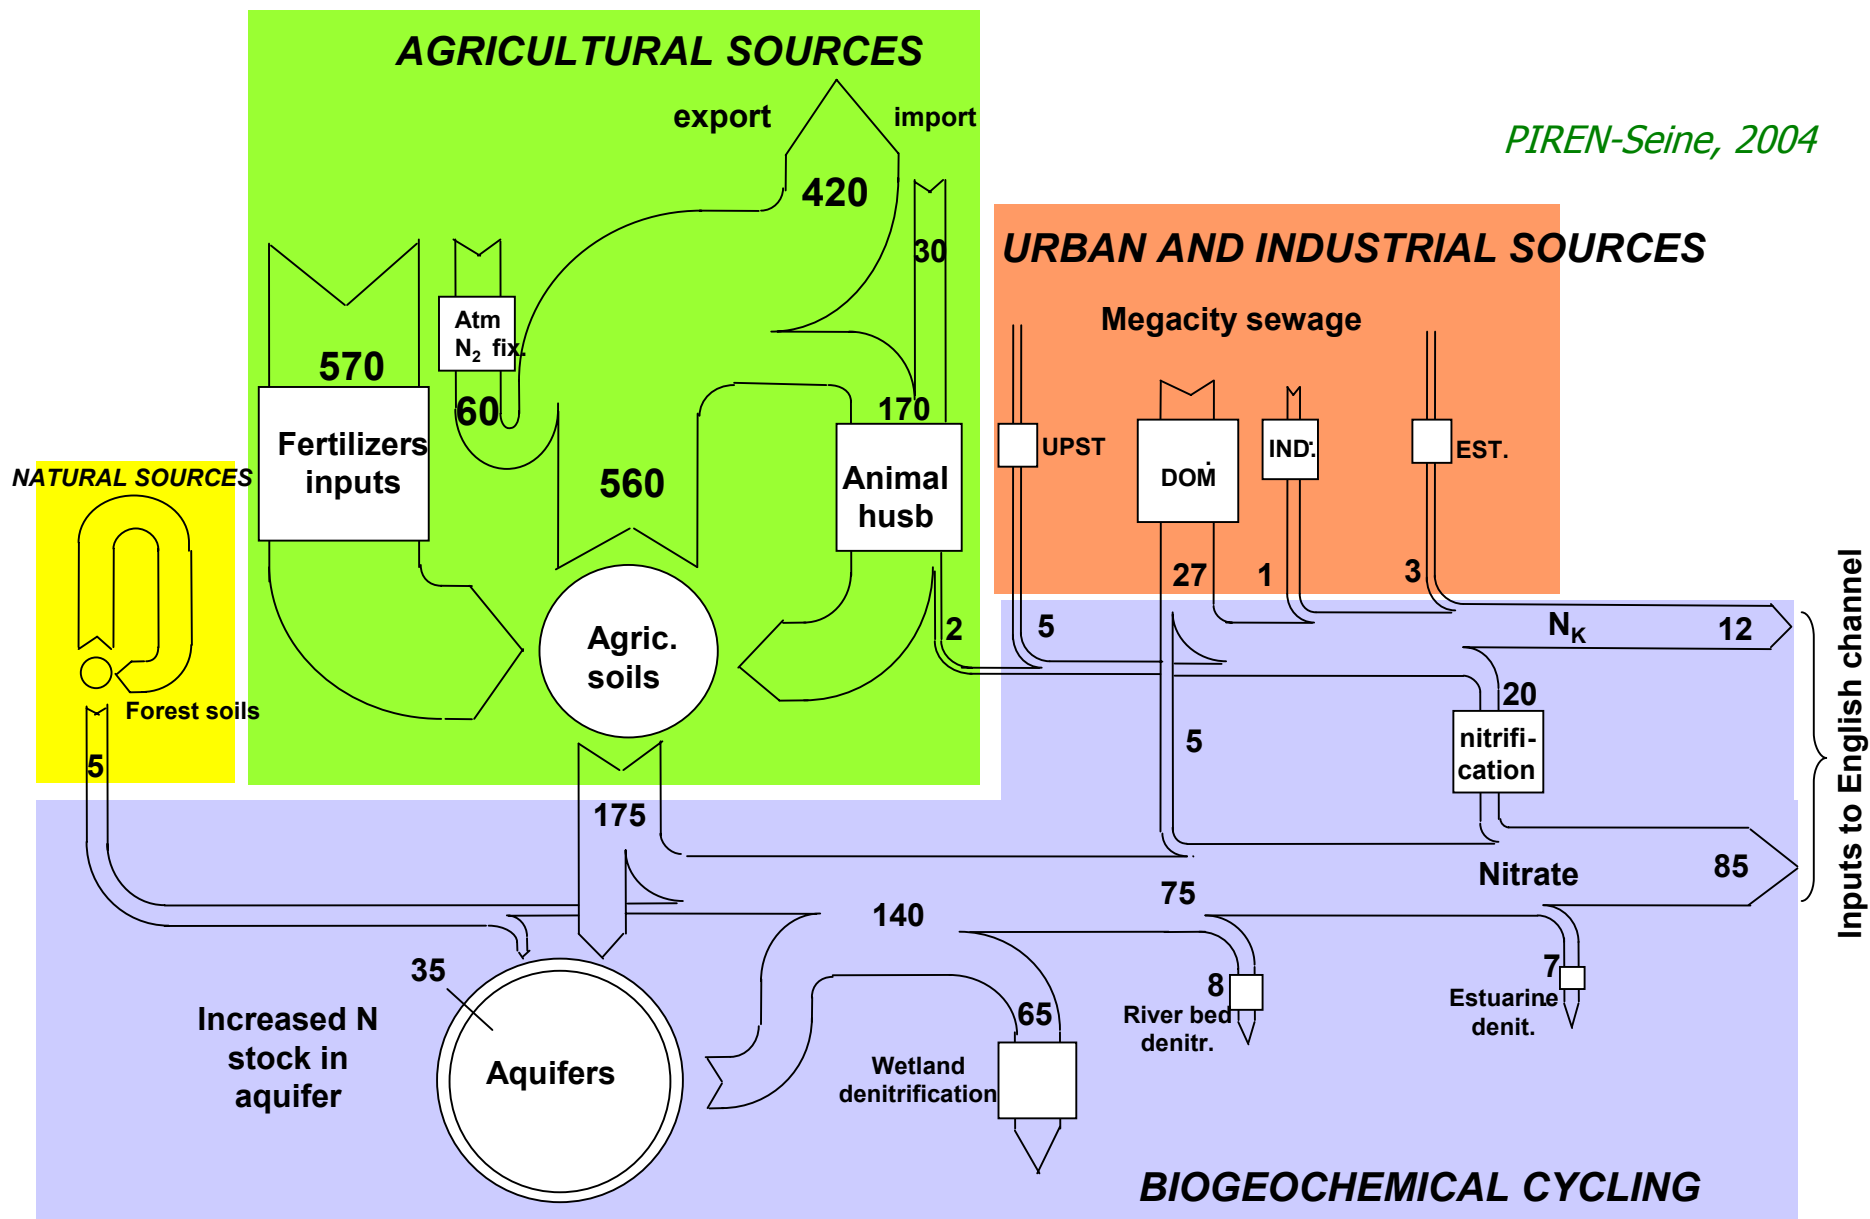 AGRICULTURAL SOURCES
export
import
PIREN-Seine, 2004
420
30
URBAN AND INDUSTRIAL SOURCES
Megacity sewage
570
Atm
N2 fix.
60
170
Fertilizers
inputs
560
Animal
husb
UPST
DOM
IND.
EST.
NATURAL SOURCES
27
1
3
2
5
NK
12
Agric.
soils
Forest soils
5
20
5
nitrifi-
cation
Inputs to English channel
175
75
Nitrate
85
140
35
65
8
7
River bed
denitr.
Estuarine
denit.
Increased N
stock in
aquifer
Aquifers
Wetland
denitrification
BIOGEOCHEMICAL CYCLING